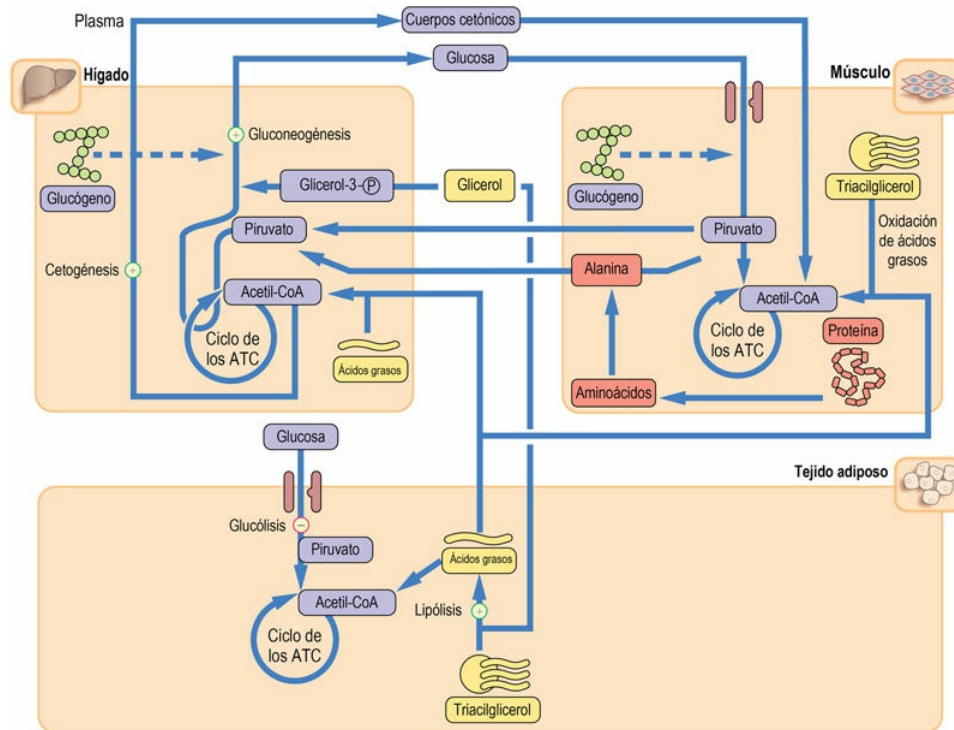 Plasma
Cuerpos cetónicos
Glucosa
Hígado
Músculo
Gluconeogénesis
Glucógeno
Glicerol-3-P
Glicerol
Glucógeno
Triacilglicerol
Oxidación
de ácidos
grasos
Piruvato
Piruvato
Cetogénesis
Alanina
Acetil-CoA
Acetil-CoA
Ciclo de
los ATC
Ácidos grasos
Ciclo de
los ATC
Proteína
Aminoácidos
Glucosa
Tejido adiposo
Glucólisis
Piruvato
Ácidos grasos
Acetil-CoA
Lipólisis
Ciclo de
los ATC
Triacilglicerol